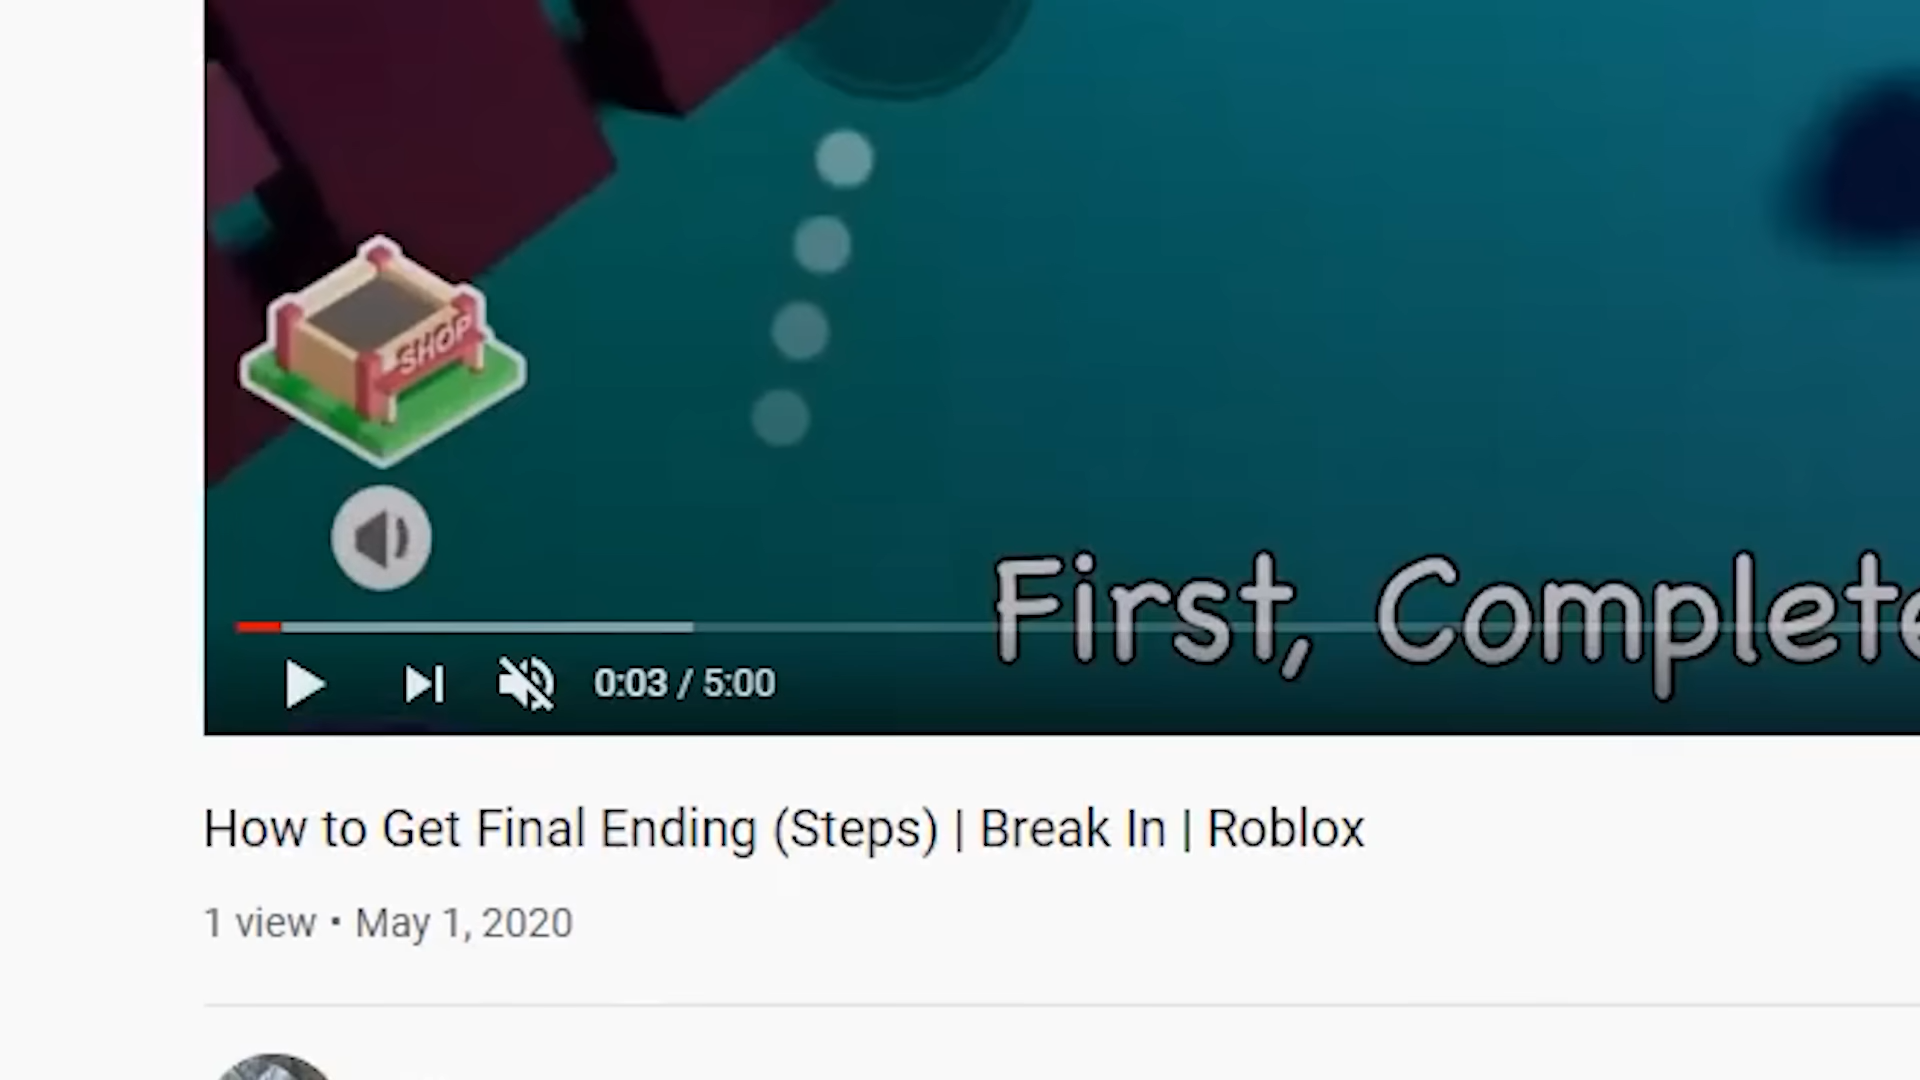 SHOP
First, Complete
0:03 / 5:00
How to Get Final Ending (Steps) | Break In | Roblox
1 view • May 1, 2020